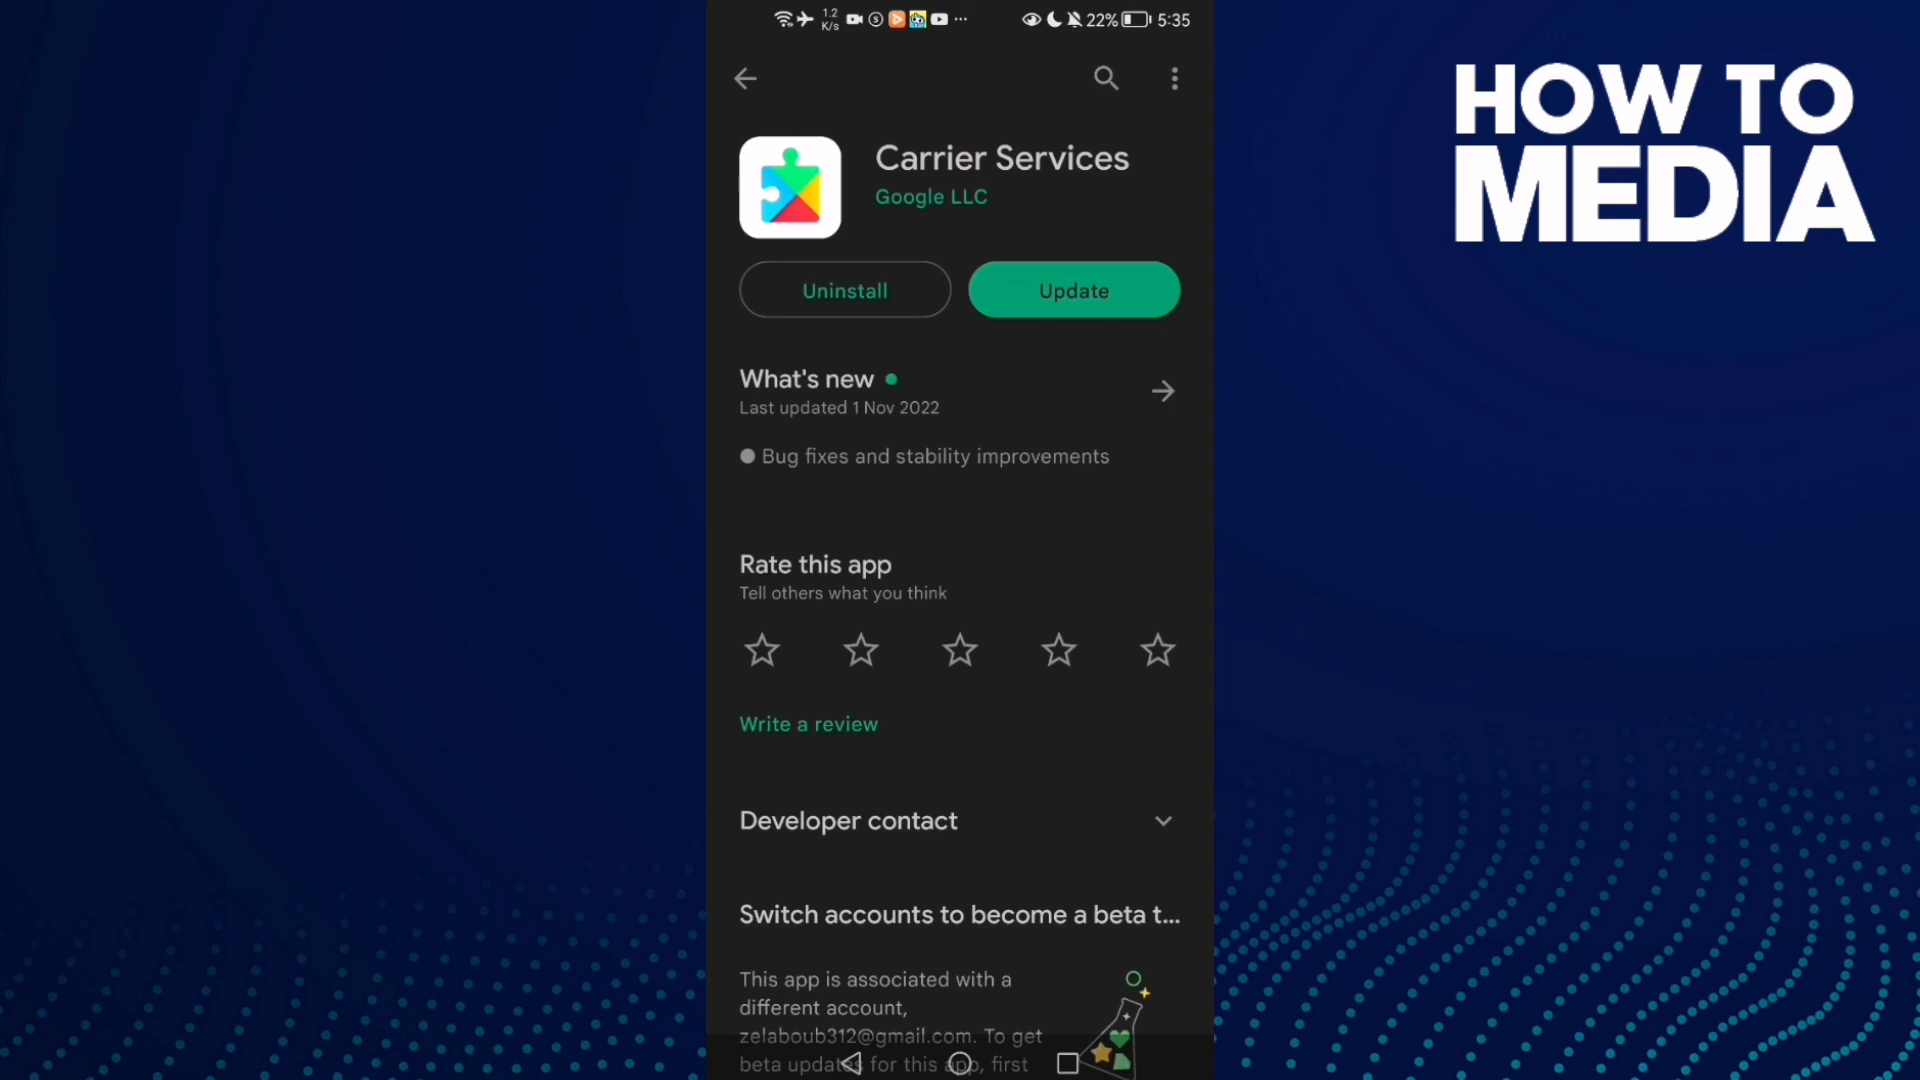 1.2
K/s
22%
5:35
HOW TO
MEDIA
Carrier Services
Google LLC
Uninstall
Update
What's new
Last updated 1 Nov 2022
Bug fixes and stability improvements
Rate this app
Tell others what you think
Write a review
Developer contact
Switch accounts to become a beta t...
This app is associated with a
different account,
zelaboub312@gmail.com. To get
beta updates for this app, first